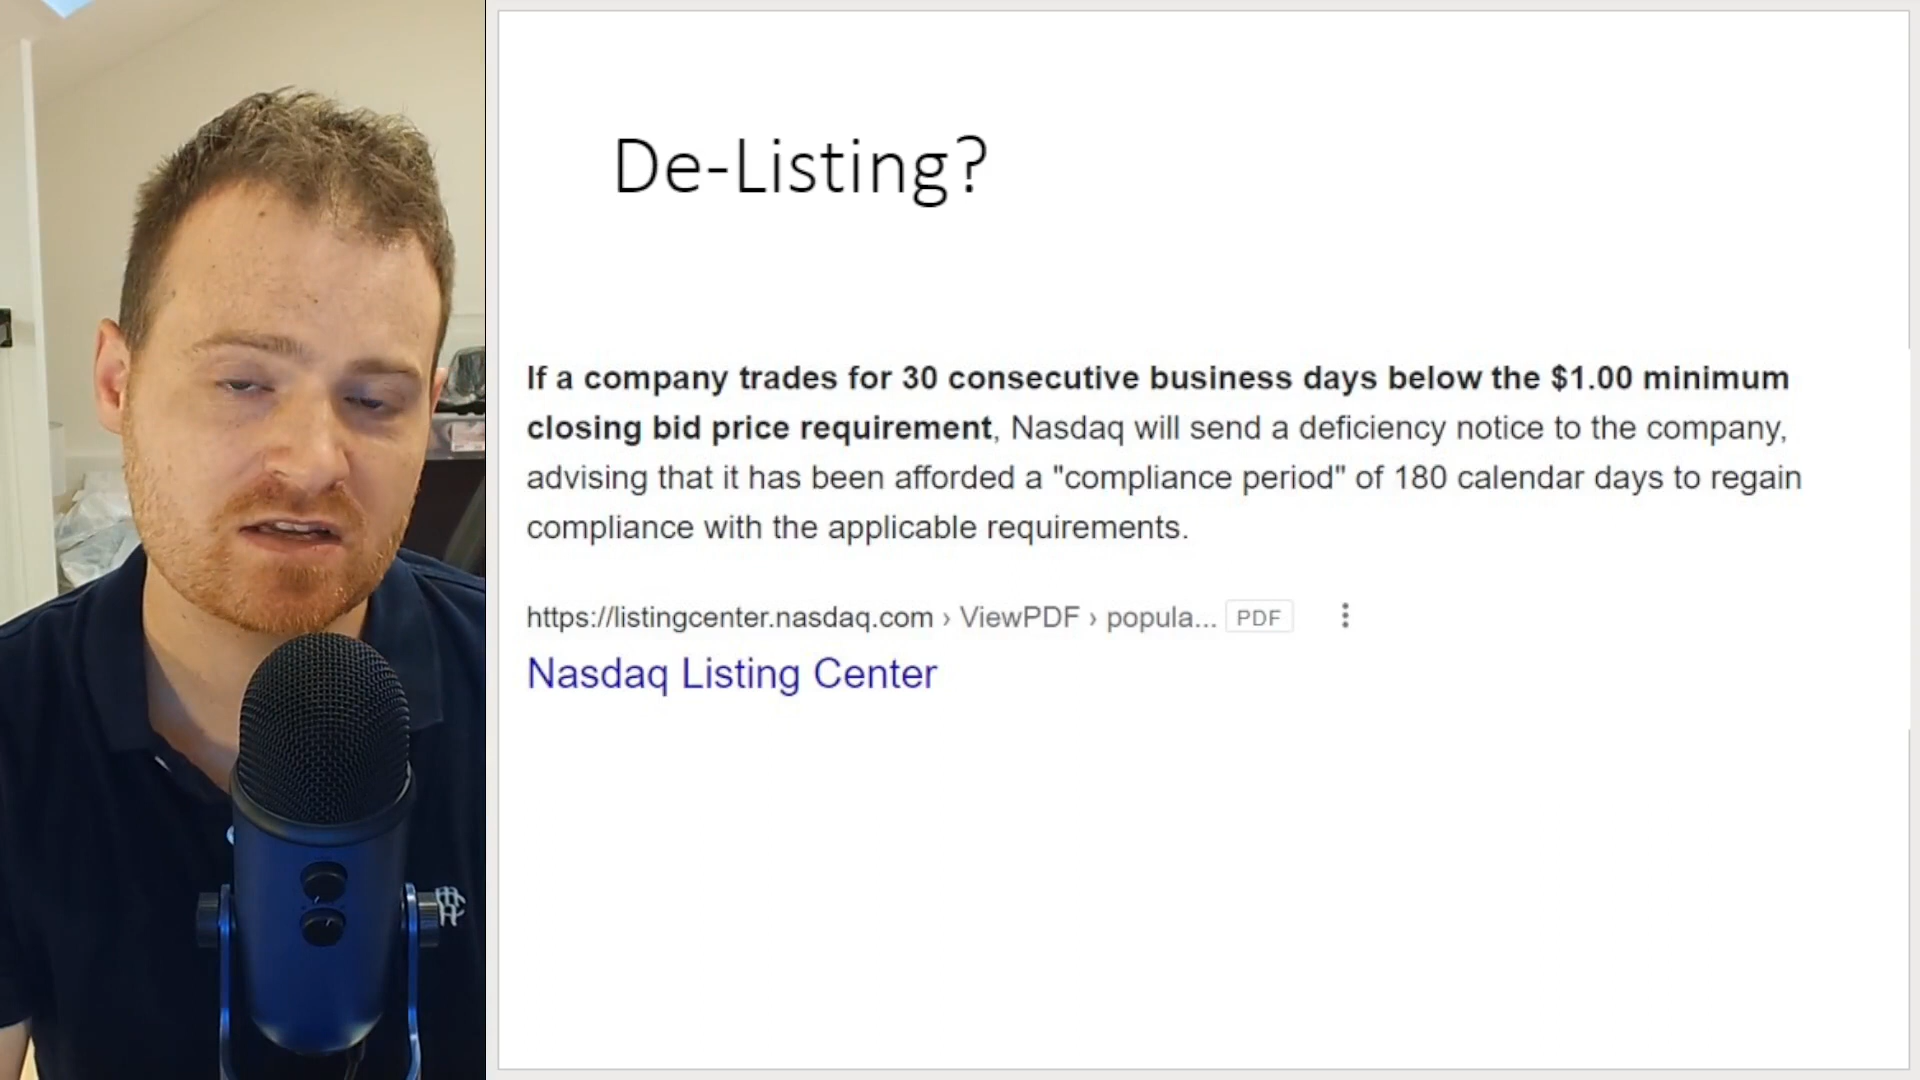 De-Listing?
If a company trades for 30 consecutive business days below the $1.00 minimum
closing bid price requirement, Nasdaq will send a deficiency notice to the company,
advising that it has been afforded a "compliance period" of 180 calendar days to regain
compliance with the applicable requirements.
https://listingcenter.nasdaq.com › ViewPDF › popula... PDF
Nasdaq Listing Center